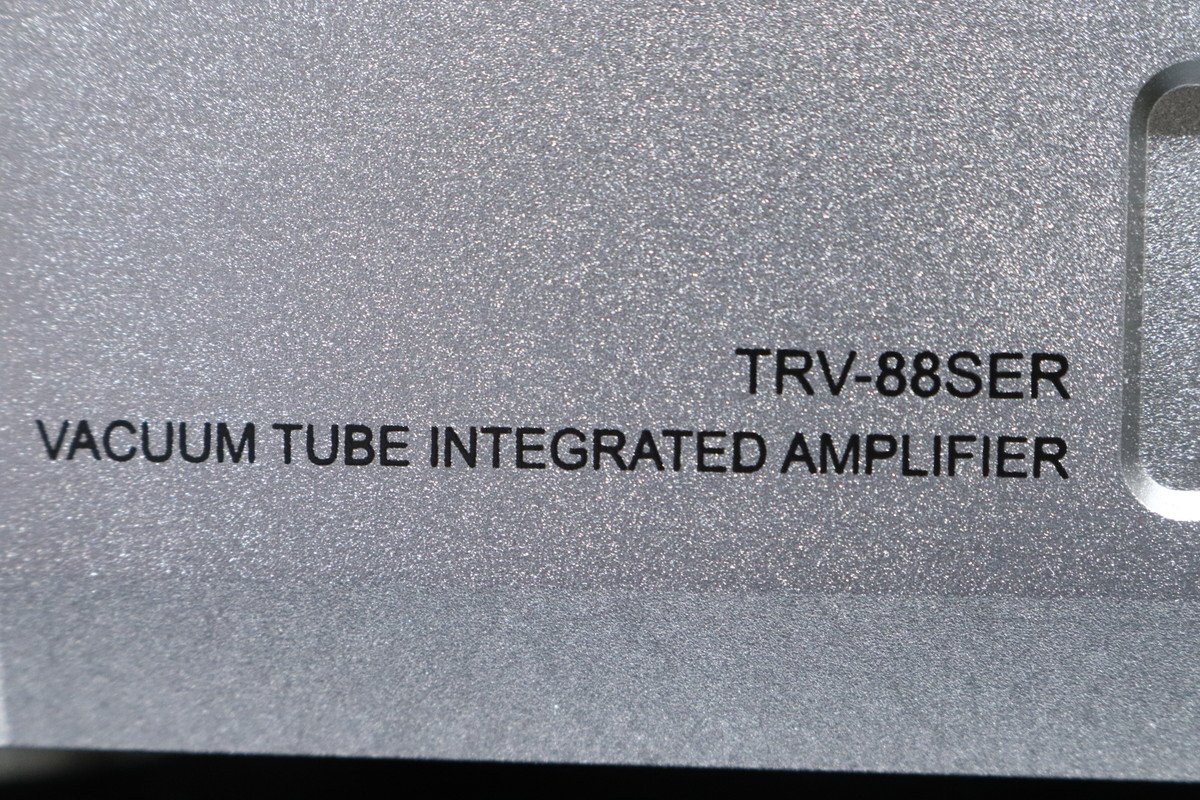 TRV-88SER
VACUUM TUBE INTEGRATED AMPLIFIER